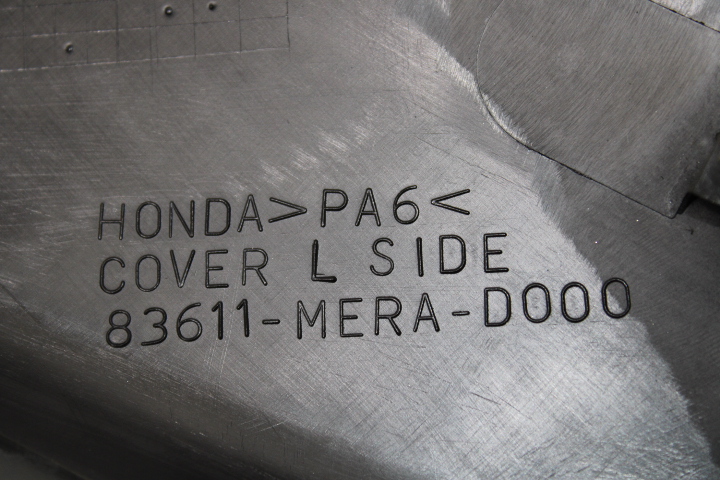 HONDA>PA6<
COVER L SIDE
83611-MERA-D000